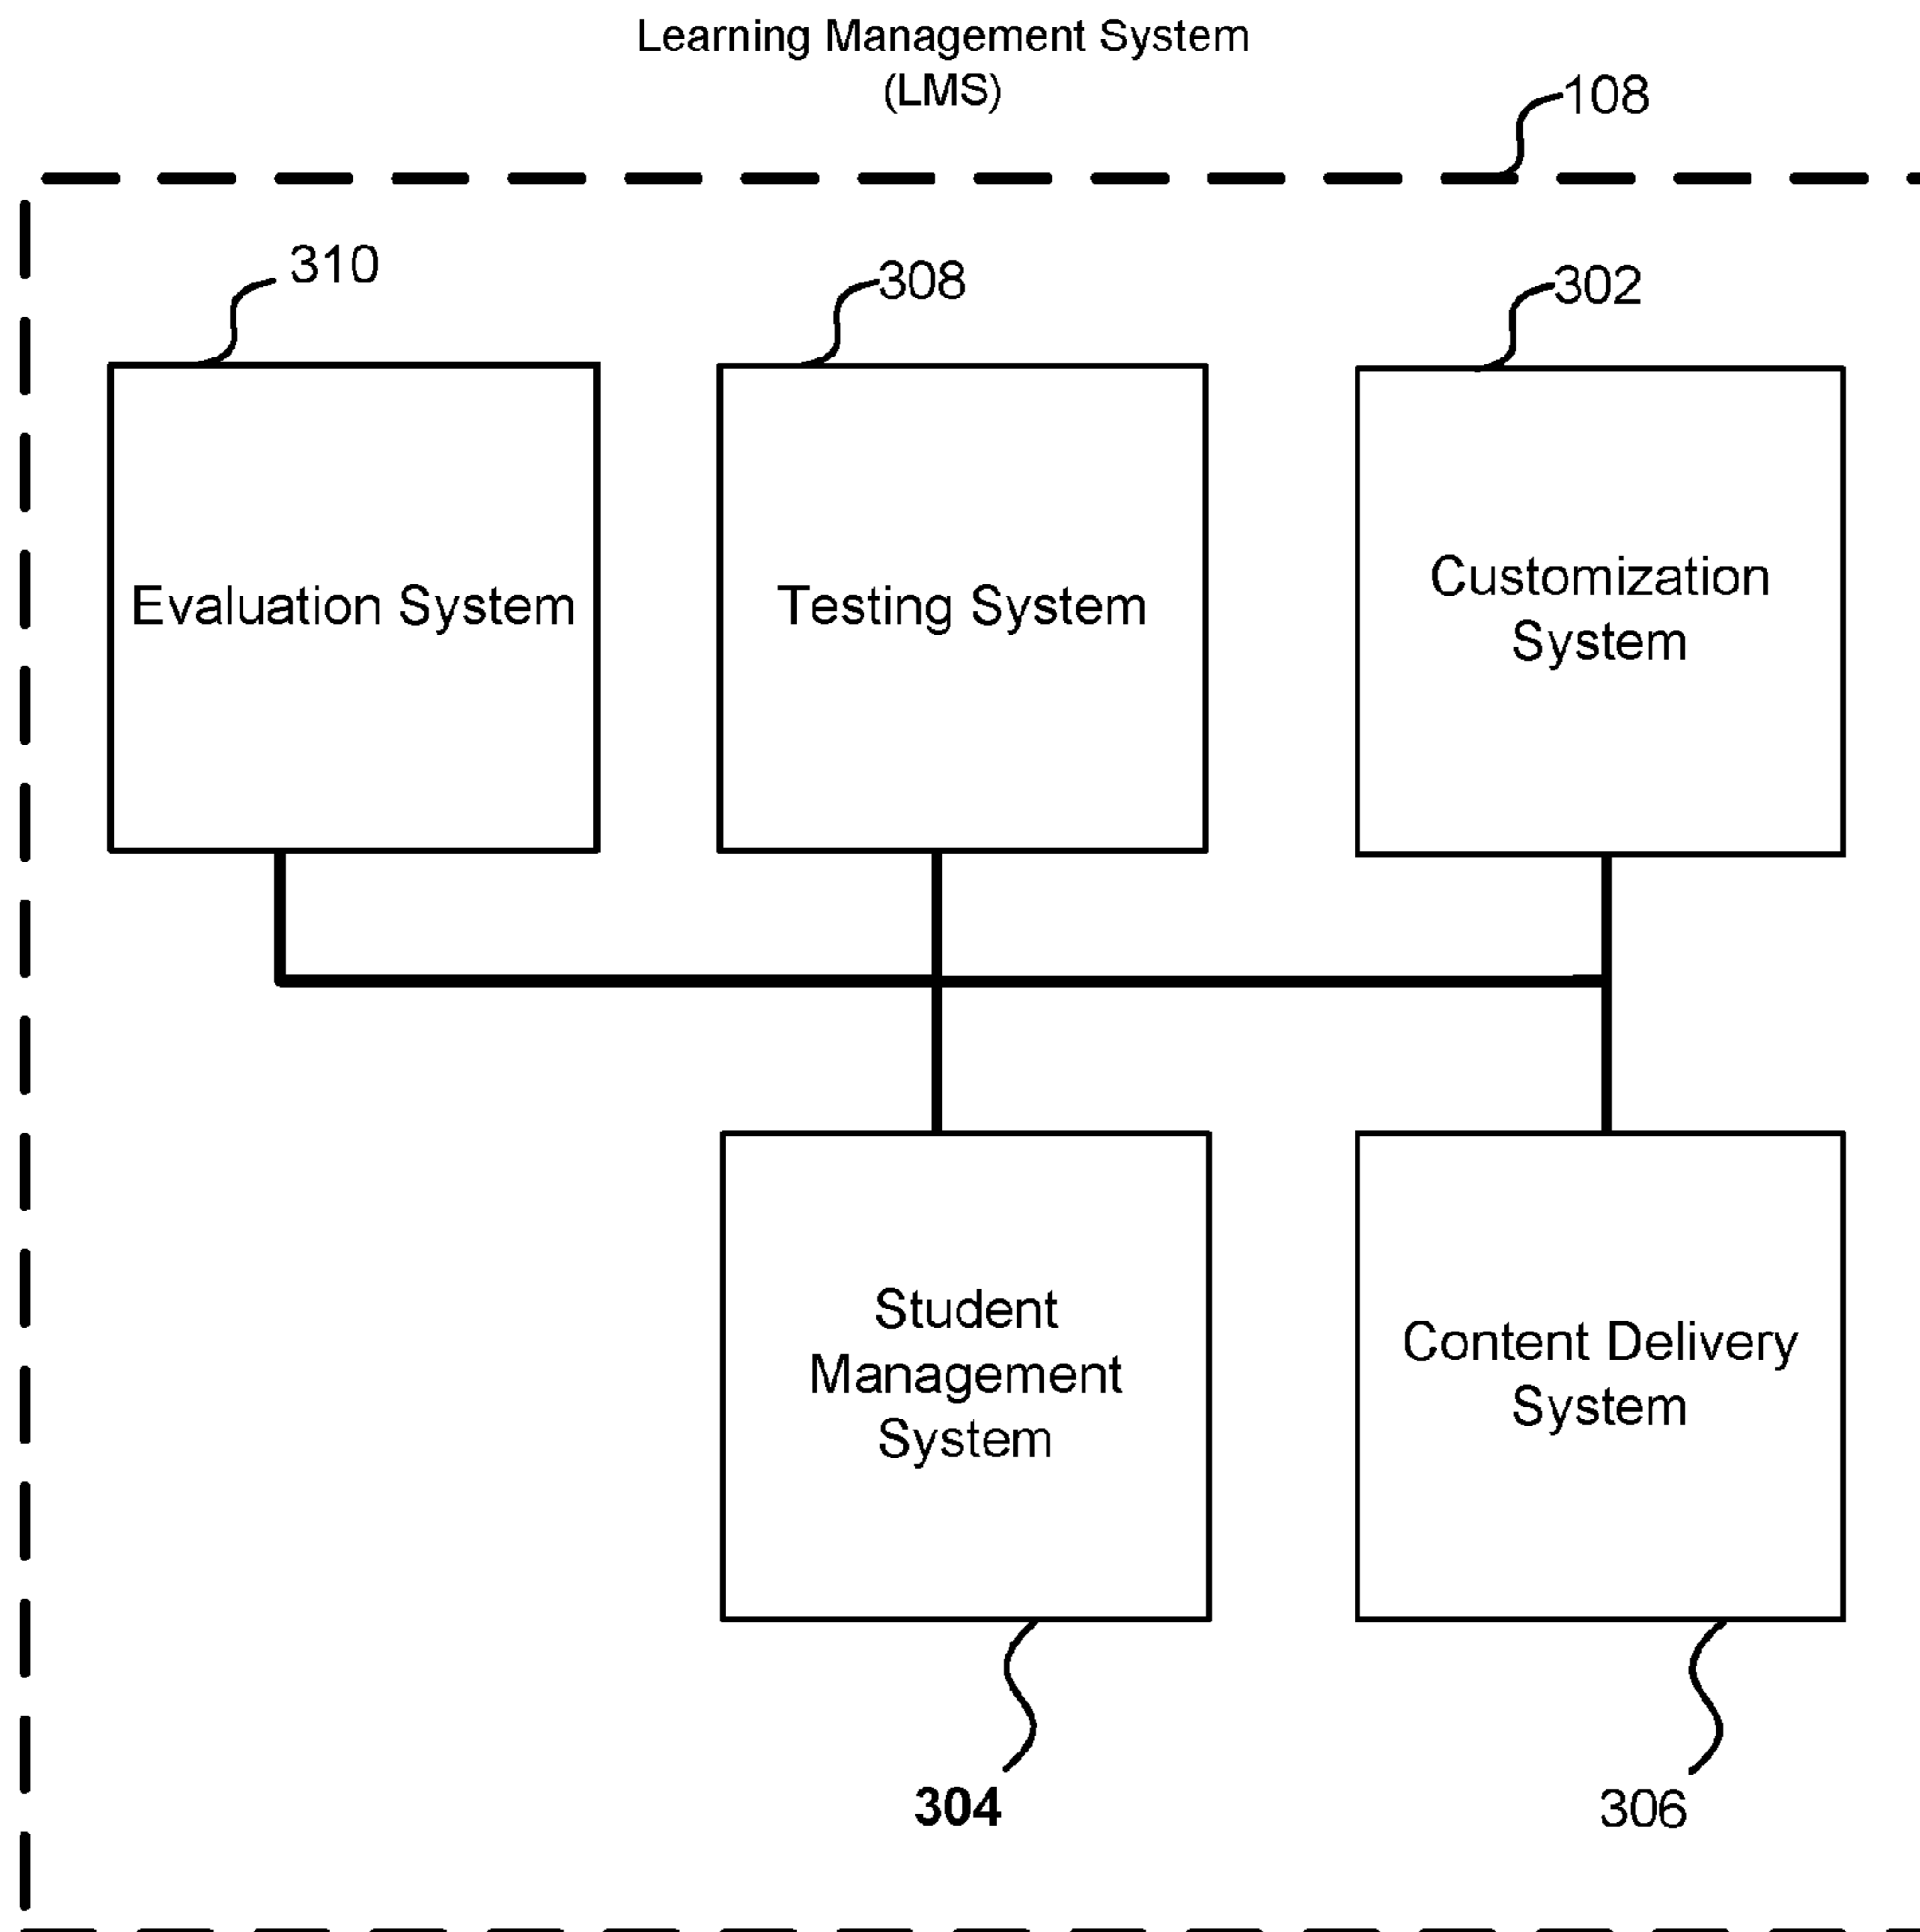 Learning Management System
(LMS)
108
310
308
302
Evaluation System
Testing System
Customization
System
Student
Management
System
Content Delivery
System
304
306